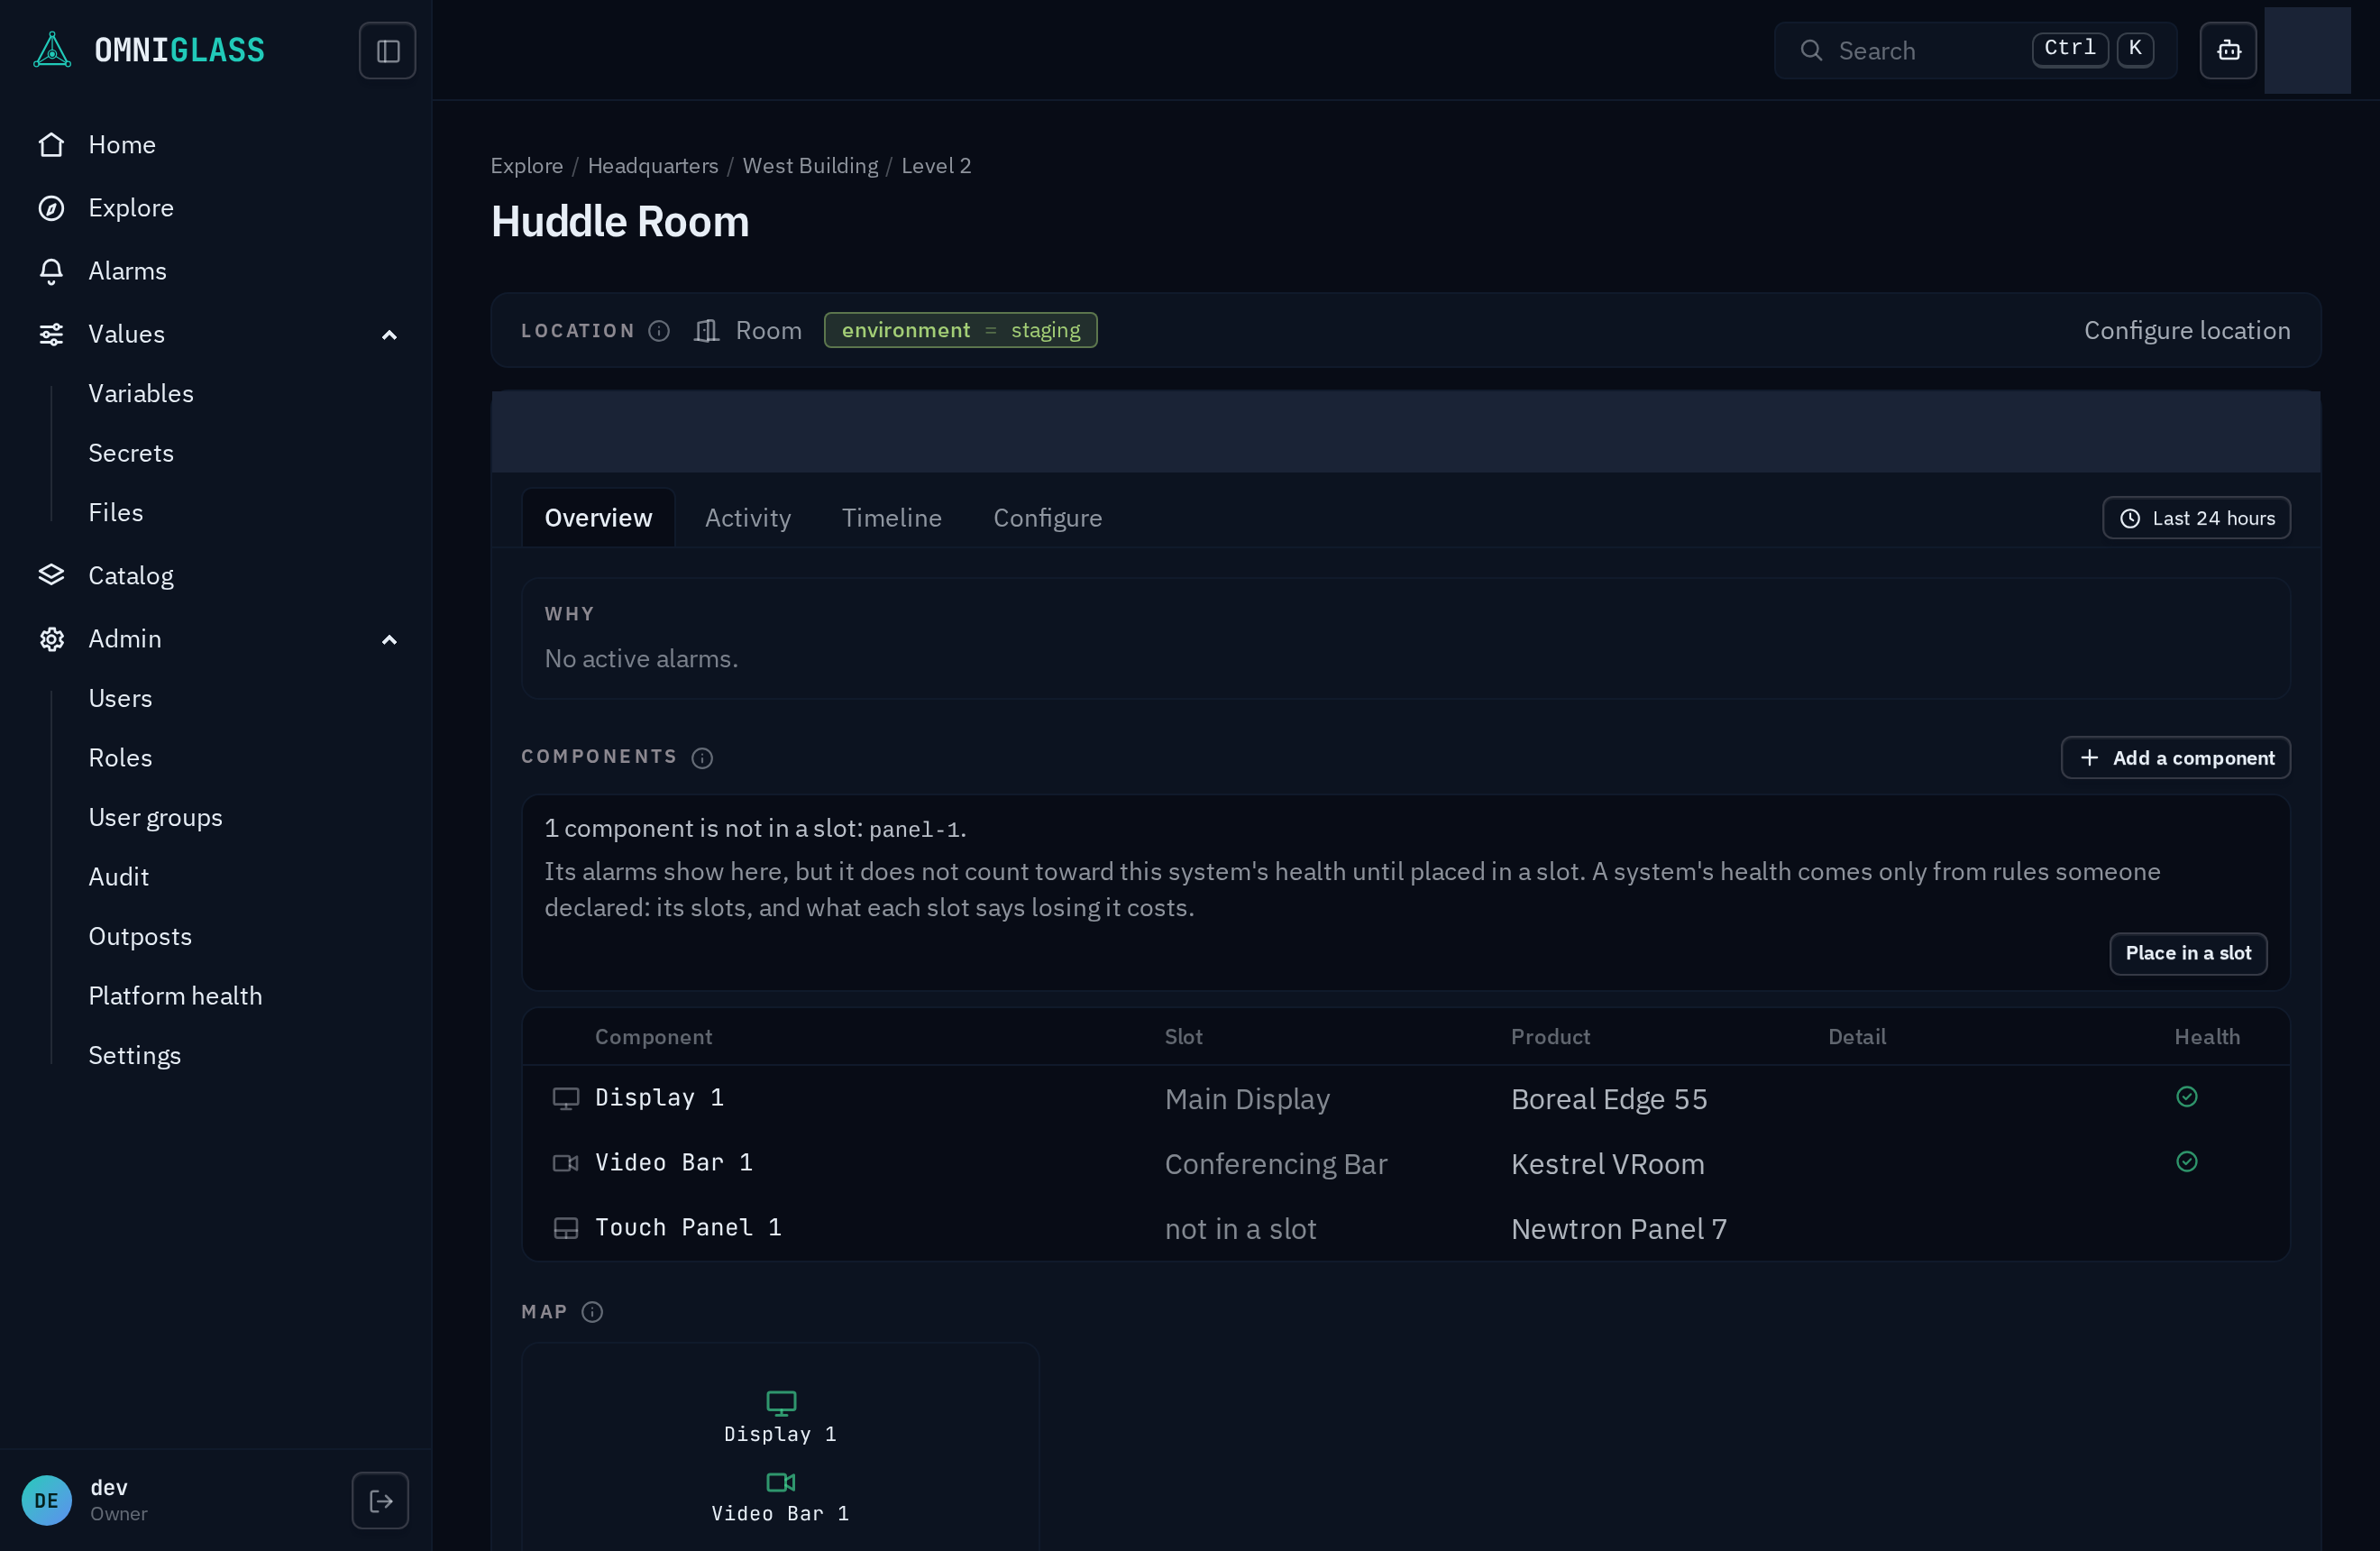 OMNIGLASS
Search Ctrl K
Home
Explore
Alarms
Values
Variables
Secrets
Files
Catalog
Admin
Users
Roles
User groups
Audit
Outposts
Platform health
Settings
DE dev
Owner
Explore / Headquarters / West Building / Level 2
Huddle Room
LOCATION Room environment = staging Configure location
Overview Activity Timeline Configure Last 24 hours
WHY
No active alarms.
COMPONENTS Add a component
1 component is not in a slot: panel-1.
Its alarms show here, but it does not count toward this system's health until placed in a slot. A system's health comes only from rules someone
declared: its slots, and what each slot says losing it costs.
Place in a slot
Component Slot Product Detail Health
Display 1 Main Display Boreal Edge 55
Video Bar 1 Conferencing Bar Kestrel VRoom
Touch Panel 1 not in a slot Newtron Panel 7
MAP
Display 1
Video Bar 1